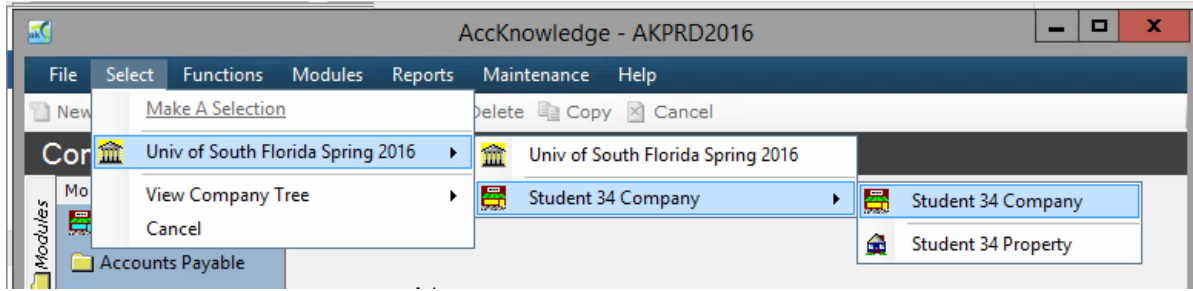 AccKnowledge - AKPRD2016
File Select Functions Modules Reports Maintenance Help
New Delete Copy Cancel
Make A Selection
Univ of South Florida Spring 2016
View Company Tree
Cancel
Univ of South Florida Spring 2016
Student 34 Company
Student 34 Company
Student 34 Property
Modules
Accounts Payable